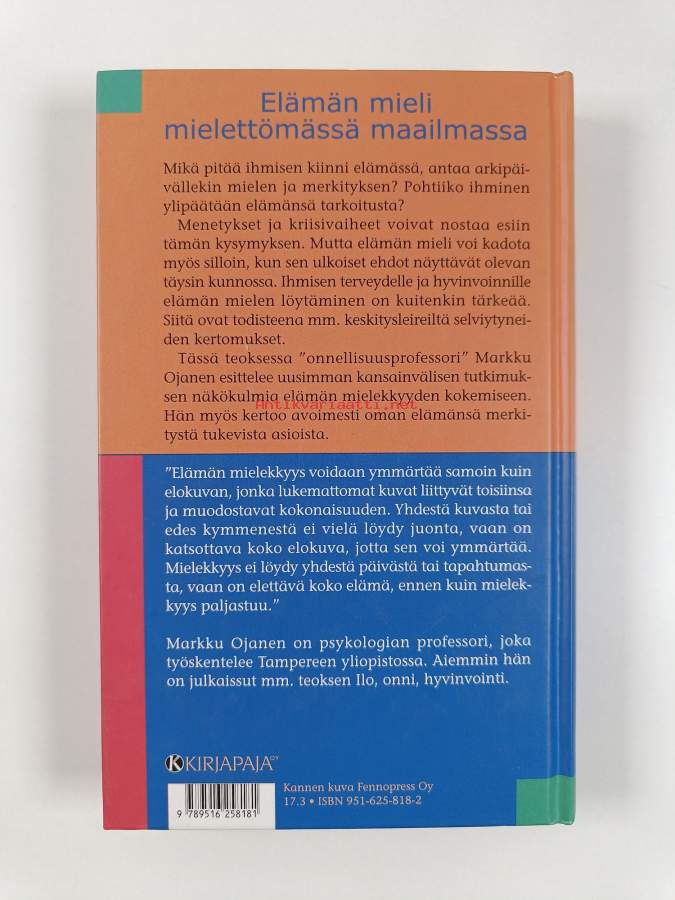 Elämän mieli
mielettömässä maailmassa
Mikä pitää ihmisen kiinni elämässä, antaa arkipäi-
vällekin mielen ja merkityksen? Pohtiiko ihminen
ylipäätään elämänsä tarkoitusta?
Menetykset ja kriisivaiheet voivat nostaa esiin
tämän kysymyksen. Mutta elämän mieli voi kadota
myös silloin, kun sen ulkoiset ehdot näyttävät olevan
täysin kunnossa. Ihmisen terveydelle ja hyvinvoinnille
elämän mielen löytäminen on kuitenkin tärkeää.
Siitä ovat todisteena mm. keskitysleireiltä selviytynei-
den kertomukset.
Tässä teoksessa ”onnellisuusprofessori” Markku
Ojanen esittelee uusimman kansainvälisen tutkimuk-
sen näkökulmia elämän mielekkyyden kokemiseen.
Antikvariaatti.net
Hän myös kertoo avoimesti oman elämänsä merki-
tystä tukevista asioista.
”Elämän mielekkyys voidaan ymmärtää samoin kuin
elokuvan, jonka lukemattomat kuvat liittyvät toisiinsa
ja muodostavat kokonaisuuden. Yhdestä kuvasta tai
edes kymmenestä ei vielä löydy juonta, vaan on
katsottava koko elokuva, jotta sen voi ymmärtää.
Mielekkyys ei löydy yhdestä päivästä tai tapahtumas-
ta, vaan on elettävä koko elämä, ennen kuin mielek-
kyys paljastuu.”
Markku Ojanen on psykologian professori, joka
työskentelee Tampereen yliopistossa. Aiemmin hän
on julkaissut mm. teoksen Ilo, onni, hyvinvointi.
K KIRJAPAJA OY
Kannen kuva Fennopress Oy
17.3 • ISBN 951-625-818-2
9 789516 258181